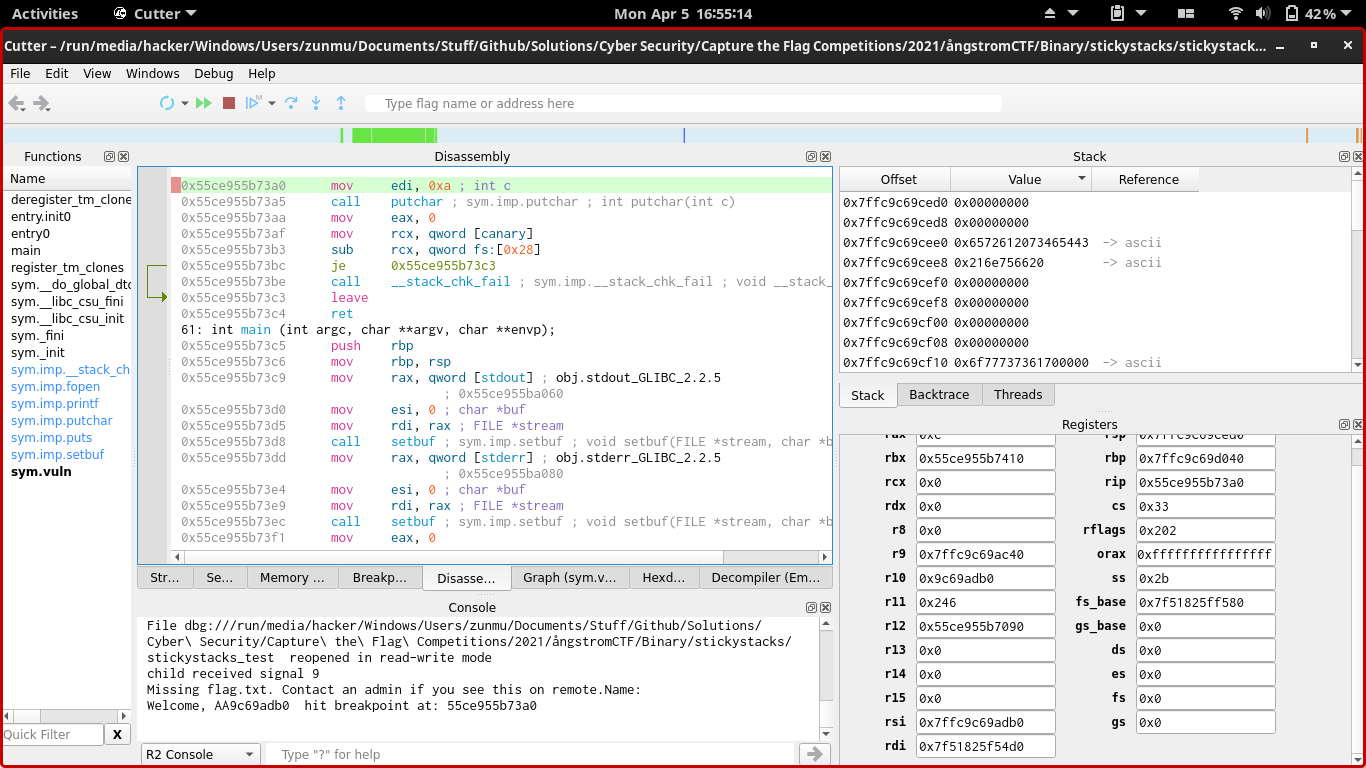 Activities Cutter Mon Apr 5 16:55:14 42%
Cutter – /run/media/hacker/Windows/Users/zunmu/Documents/Stuff/Github/Solutions/Cyber Security/Capture the Flag Competitions/2021/ångstromCTF/Binary/stickystacks/stickystack...
File Edit View Windows Debug Help
Type flag name or address here
Functions
Name
deregister_tm_clone
entry.init0
entry0
main
register_tm_clones
sym.__do_global_dto
sym.__libc_csu_fini
sym.__libc_csu_init
sym._fini
sym._init
sym.imp.__stack_ch
sym.imp.fopen
sym.imp.printf
sym.imp.putchar
sym.imp.puts
sym.imp.setbuf
sym.vuln
Quick Filter X
Disassembly
0x55ce955b73a0 mov edi, 0xa ; int c
0x55ce955b73a5 call putchar ; sym.imp.putchar ; int putchar(int c)
0x55ce955b73aa mov eax, 0
0x55ce955b73af mov rcx, qword [canary]
0x55ce955b73b3 sub rcx, qword fs:[0x28]
0x55ce955b73bc je 0x55ce955b73c3
0x55ce955b73be call __stack_chk_fail ; sym.imp.__stack_chk_fail ; void __stack_
0x55ce955b73c3 leave
0x55ce955b73c4 ret
61: int main (int argc, char **argv, char **envp);
0x55ce955b73c5 push rbp
0x55ce955b73c6 mov rbp, rsp
0x55ce955b73c9 mov rax, qword [stdout] ; obj.stdout_GLIBC_2.2.5
; 0x55ce955ba060
0x55ce955b73d0 mov esi, 0 ; char *buf
0x55ce955b73d5 mov rdi, rax ; FILE *stream
0x55ce955b73d8 call setbuf ; sym.imp.setbuf ; void setbuf(FILE *stream, char *b
0x55ce955b73dd mov rax, qword [stderr] ; obj.stderr_GLIBC_2.2.5
; 0x55ce955ba080
0x55ce955b73e4 mov esi, 0 ; char *buf
0x55ce955b73e9 mov rdi, rax ; FILE *stream
0x55ce955b73ec call setbuf ; sym.imp.setbuf ; void setbuf(FILE *stream, char *b
0x55ce955b73f1 mov eax, 0
Str... Se... Memory ... Breakp... Disasse... Graph (sym.v... Hexd... Decompiler (Em...
Console
File dbg:///run/media/hacker/Windows/Users/zunmu/Documents/Stuff/Github/Solutions/
Cyber\ Security/Capture\ the\ Flag\ Competitions/2021/ångstromCTF/Binary/stickystacks/
stickystacks_test reopened in read-write mode
child received signal 9
Missing flag.txt. Contact an admin if you see this on remote.Name:
Welcome, AA9c69adb0 hit breakpoint at: 55ce955b73a0
R2 Console Type "?" for help
Stack
Offset Value Reference
0x7ffc9c69ced0 0x00000000
0x7ffc9c69ced8 0x00000000
0x7ffc9c69cee0 0x6572612073465443 -> ascii
0x7ffc9c69cee8 0x216e756620 -> ascii
0x7ffc9c69cef0 0x00000000
0x7ffc9c69cef8 0x00000000
0x7ffc9c69cf00 0x00000000
0x7ffc9c69cf08 0x00000000
0x7ffc9c69cf10 0x6f77737361700000 -> ascii
Stack Backtrace Threads
Registers
rax 0xc rsp 0x7ffc9c69ced0
rbx 0x55ce955b7410 rbp 0x7ffc9c69d040
rcx 0x0 rip 0x55ce955b73a0
rdx 0x0 cs 0x33
r8 0x0 rflags 0x202
r9 0x7ffc9c69ac40 orax 0xffffffffffffffff
r10 0x9c69adb0 ss 0x2b
r11 0x246 fs_base 0x7f51825ff580
r12 0x55ce955b7090 gs_base 0x0
r13 0x0 ds 0x0
r14 0x0 es 0x0
r15 0x0 fs 0x0
rsi 0x7ffc9c69adb0 gs 0x0
rdi 0x7f51825f54d0